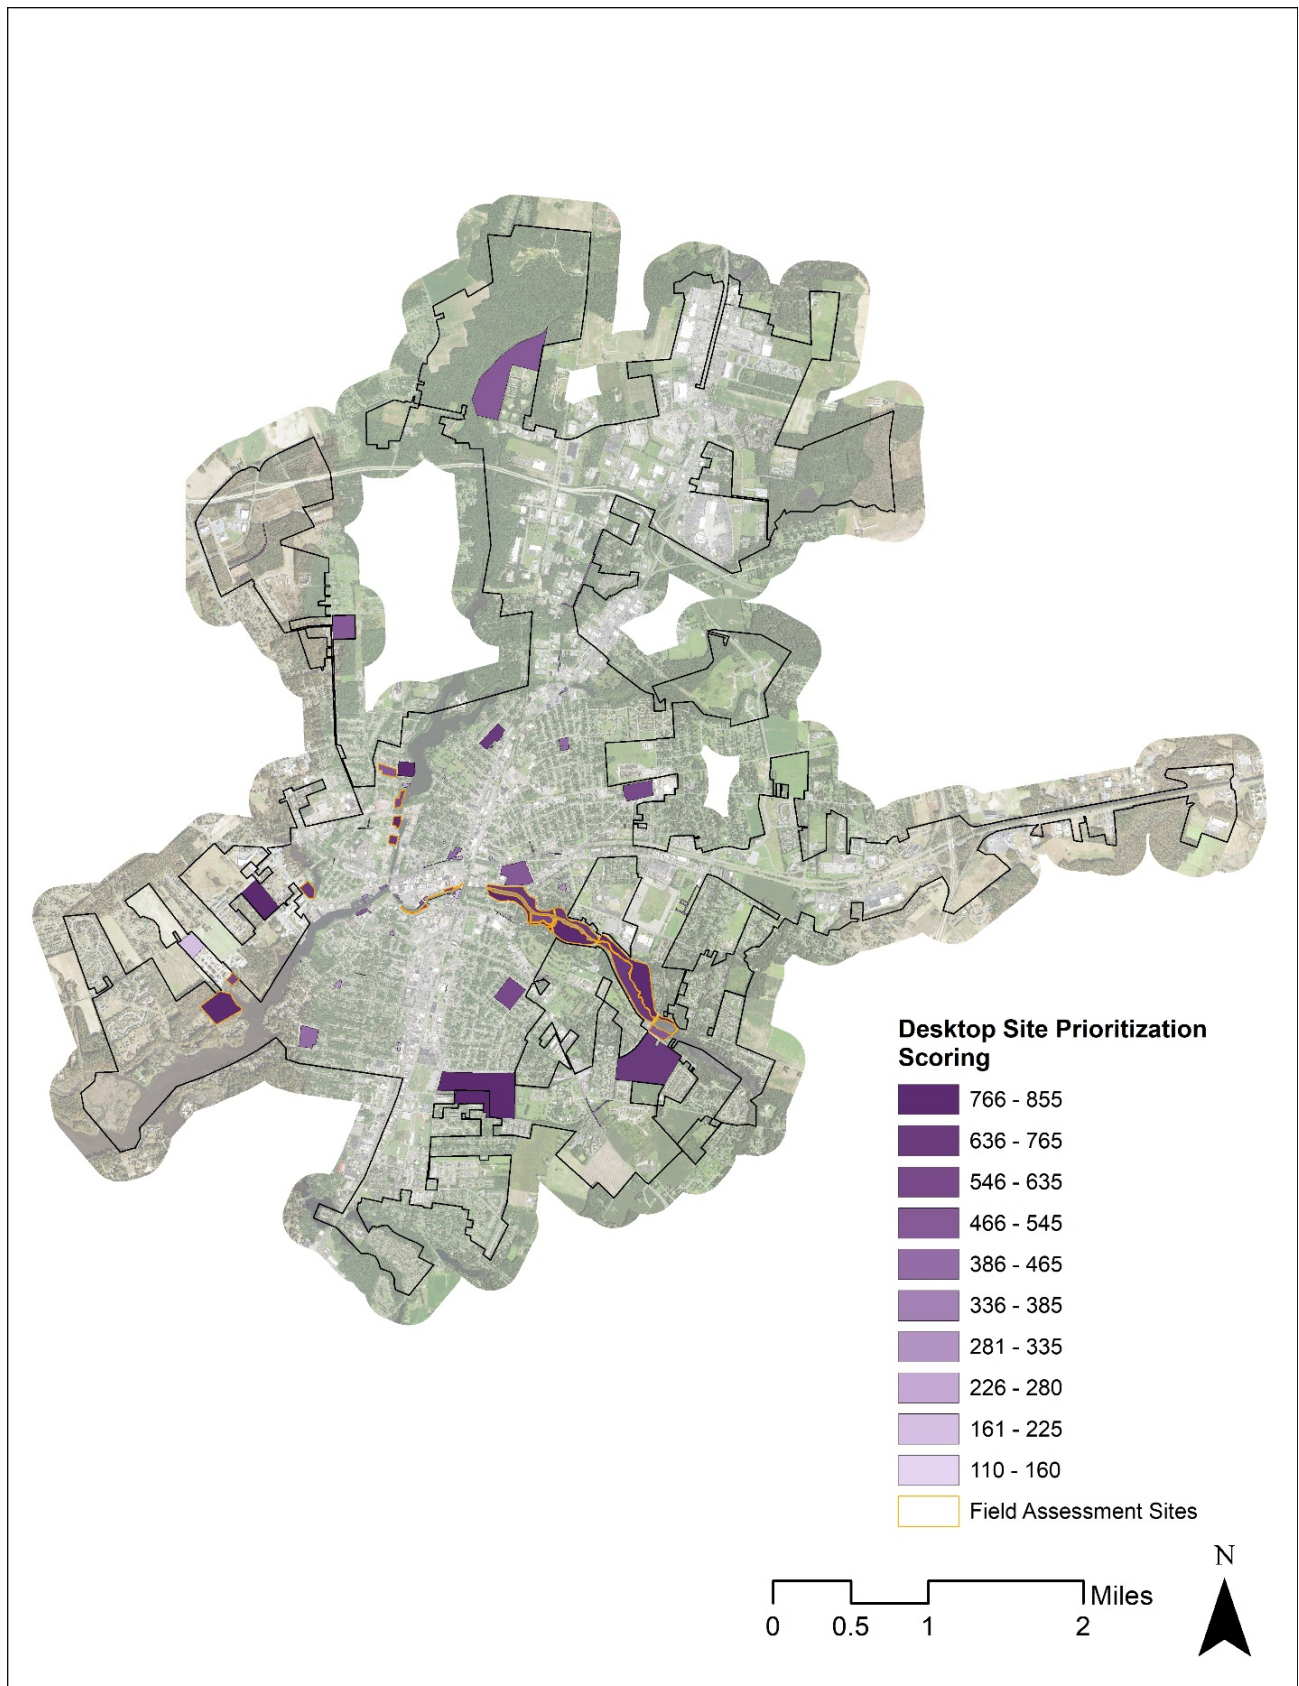 Desktop Site Prioritization
Scoring
766 - 855
636 - 765
546 - 635
466 - 545
386 - 465
336 - 385
281 - 335
226 - 280
161 - 225
110 - 160
Field Assessment Sites
N
Miles
0 0.5 1 2